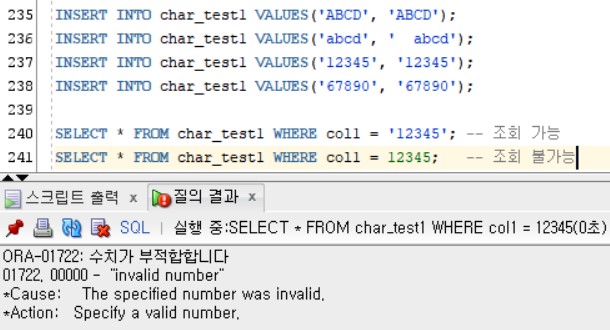 235 INSERT INTO char_test1 VALUES('ABCD', 'ABCD');
236 INSERT INTO char_test1 VALUES('abcd', '  abcd');
237 INSERT INTO char_test1 VALUES('12345', '12345');
238 INSERT INTO char_test1 VALUES('67890', '67890');
239
240 SELECT * FROM char_test1 WHERE col1 = '12345'; -- 조회 가능
241 SELECT * FROM char_test1 WHERE col1 = 12345;   -- 조회 불가능
스크립트 출력 x 질의 결과 x
SQL | 실행 중:SELECT * FROM char_test1 WHERE col1 = 12345(0초)
ORA-01722: 수치가 부적합합니다
01722, 00000 -  "invalid number"
*Cause:    The specified number was invalid,
*Action:   Specify a valid number,